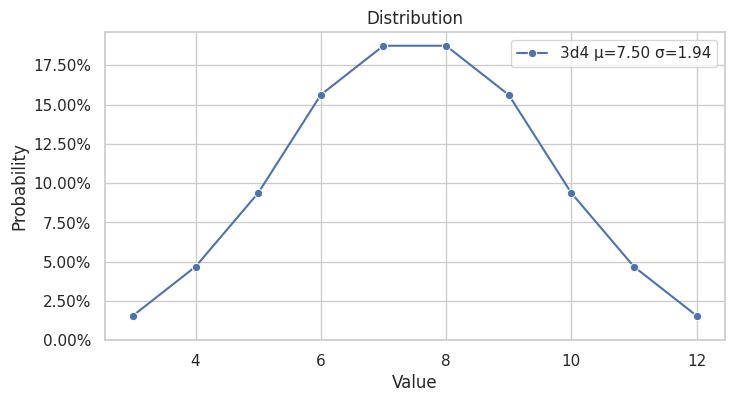 Distribution
3d4 μ=7.50 σ=1.94
Probability
17.50%
15.00%
12.50%
10.00%
7.50%
5.00%
2.50%
0.00%
4 6 8 10 12
Value